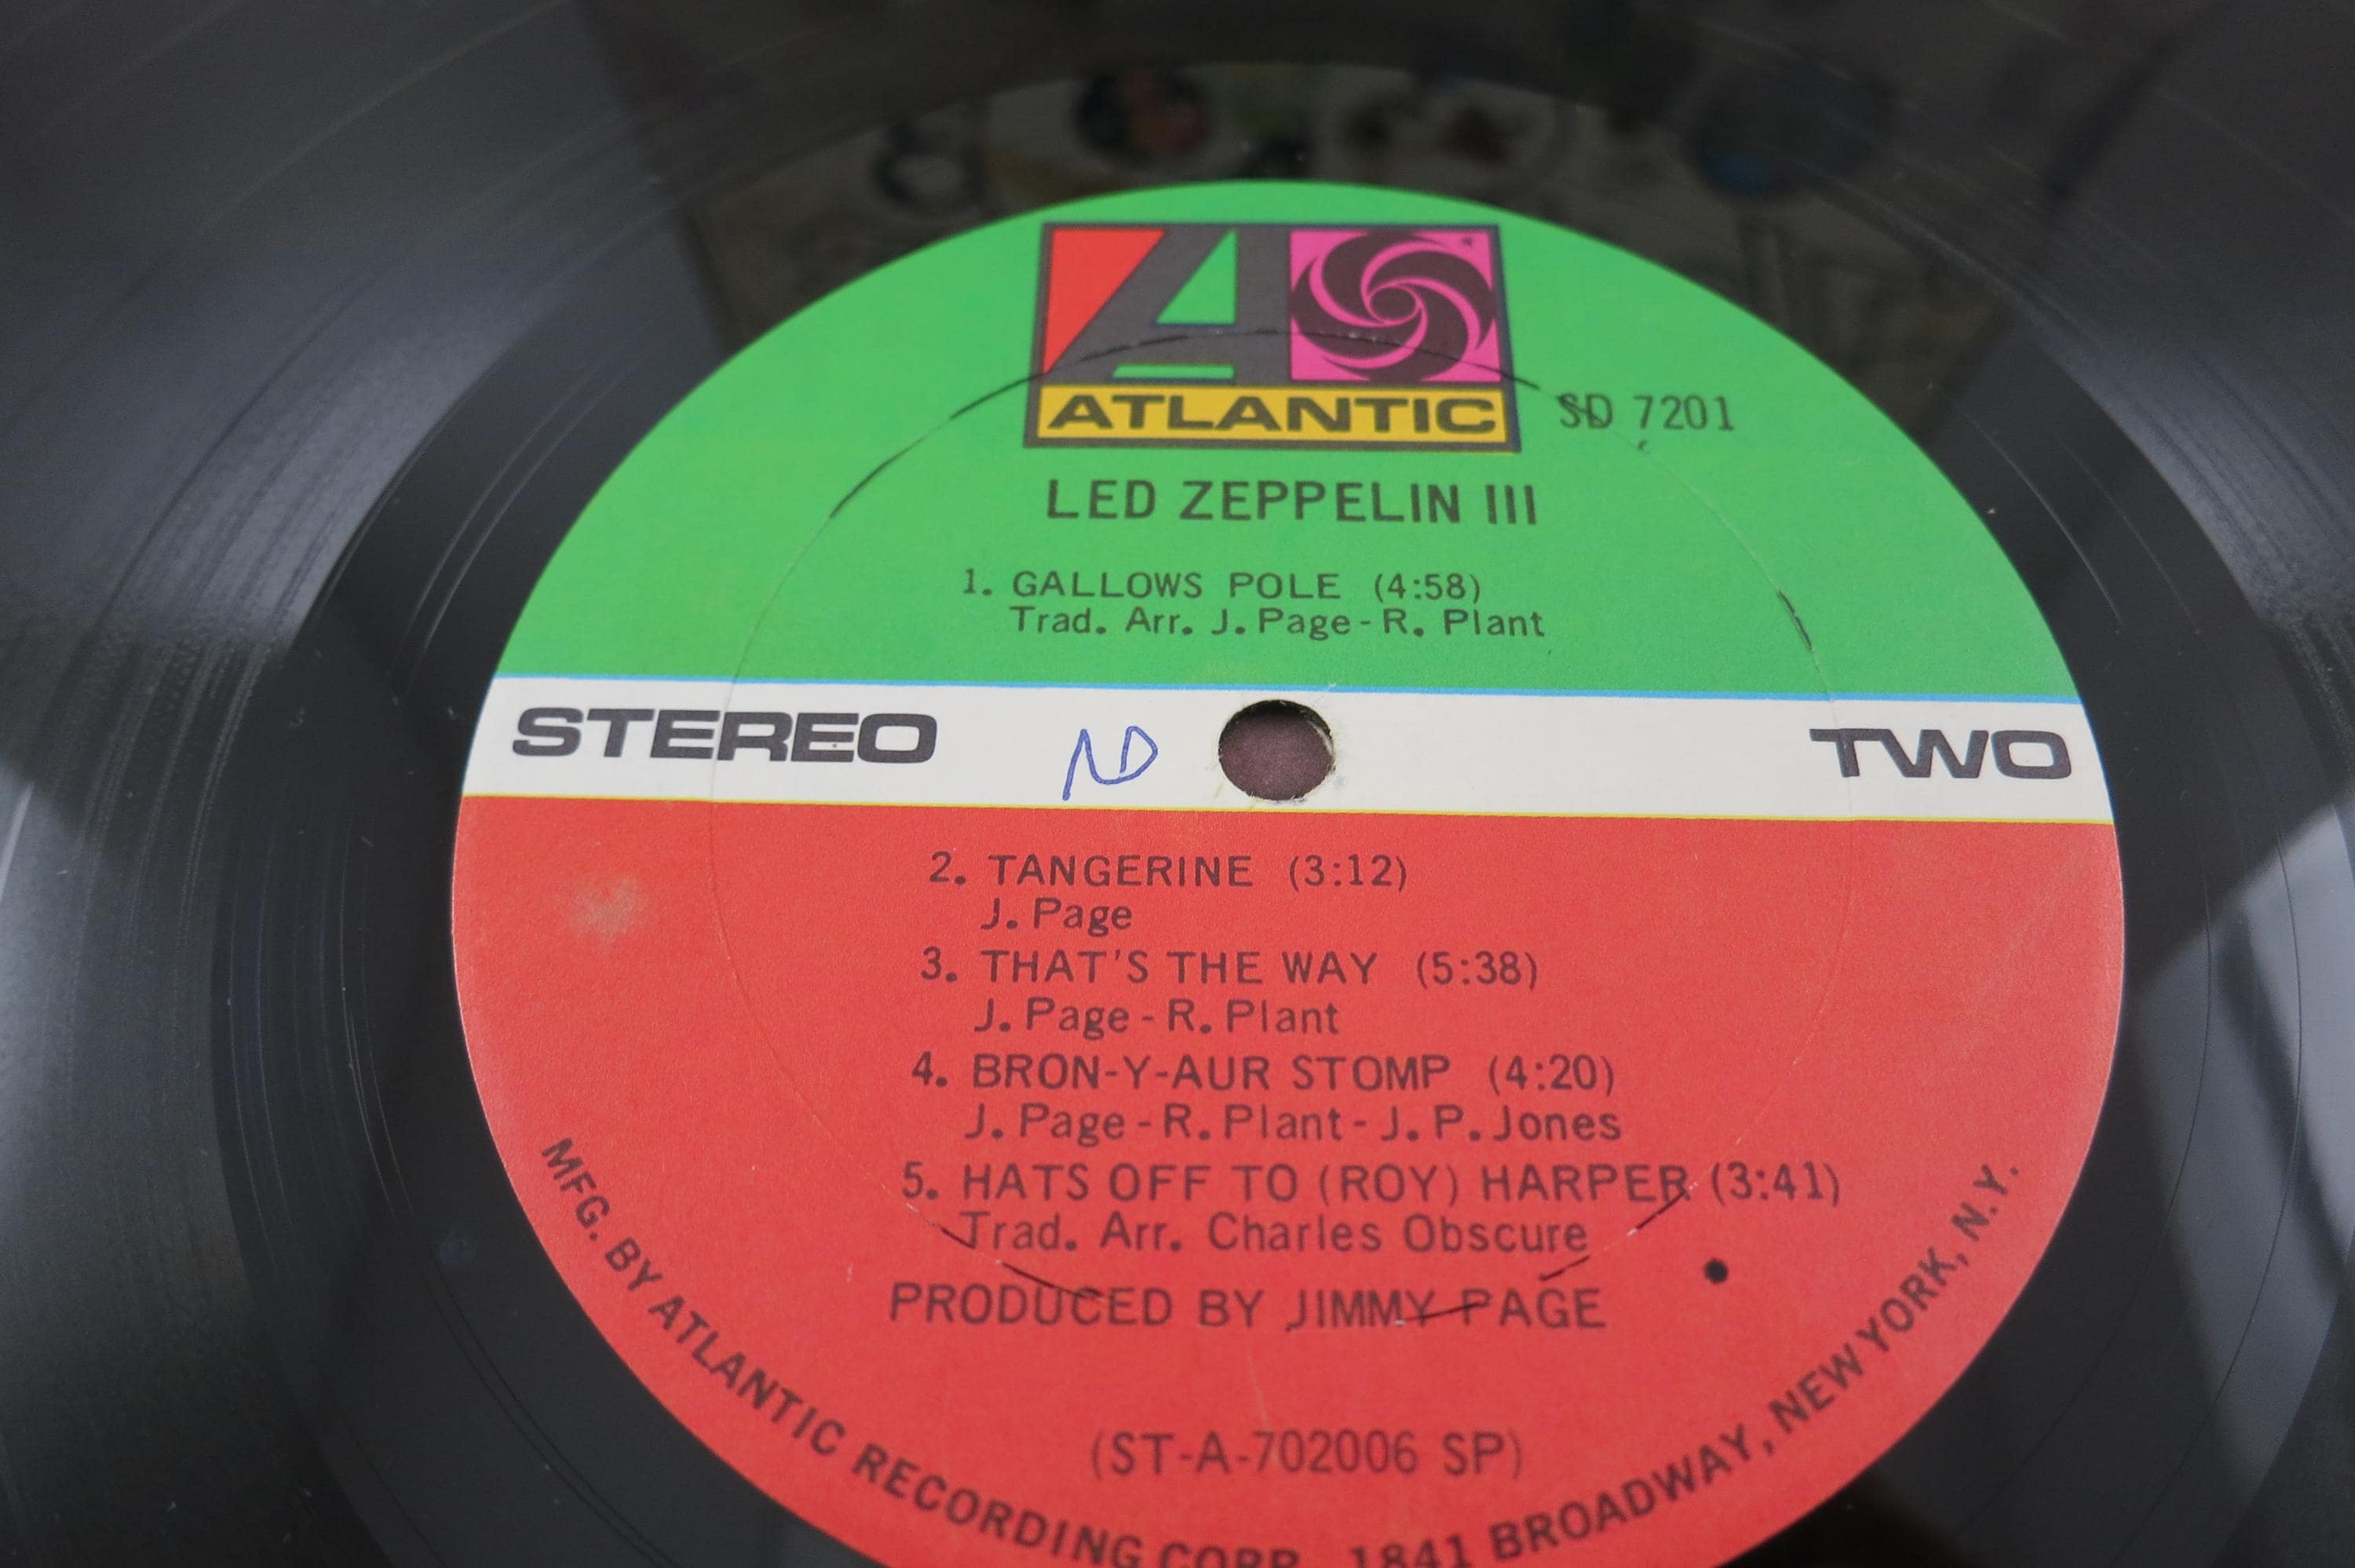 ATLANTIC
SD 7201
LED ZEPPELIN III
1. GALLOWS POLE (4:58)
Trad. Arr. J. Page - R. Plant
STEREO
ND
TWO
2. TANGERINE (3:12)
J. Page
3. THAT'S THE WAY (5:38)
J. Page - R. Plant
4. BRON-Y-AUR STOMP (4:20)
J. Page - R. Plant - J. P. Jones
5. HATS OFF TO (ROY) HARPER (3:41)
Trad. Arr. Charles Obscure
PRODUCED BY JIMMY PAGE
(ST-A-702006 SP)
MFG. BY ATLANTIC RECORDING CORP. 1841 BROADWAY, NEW YORK, N.Y.